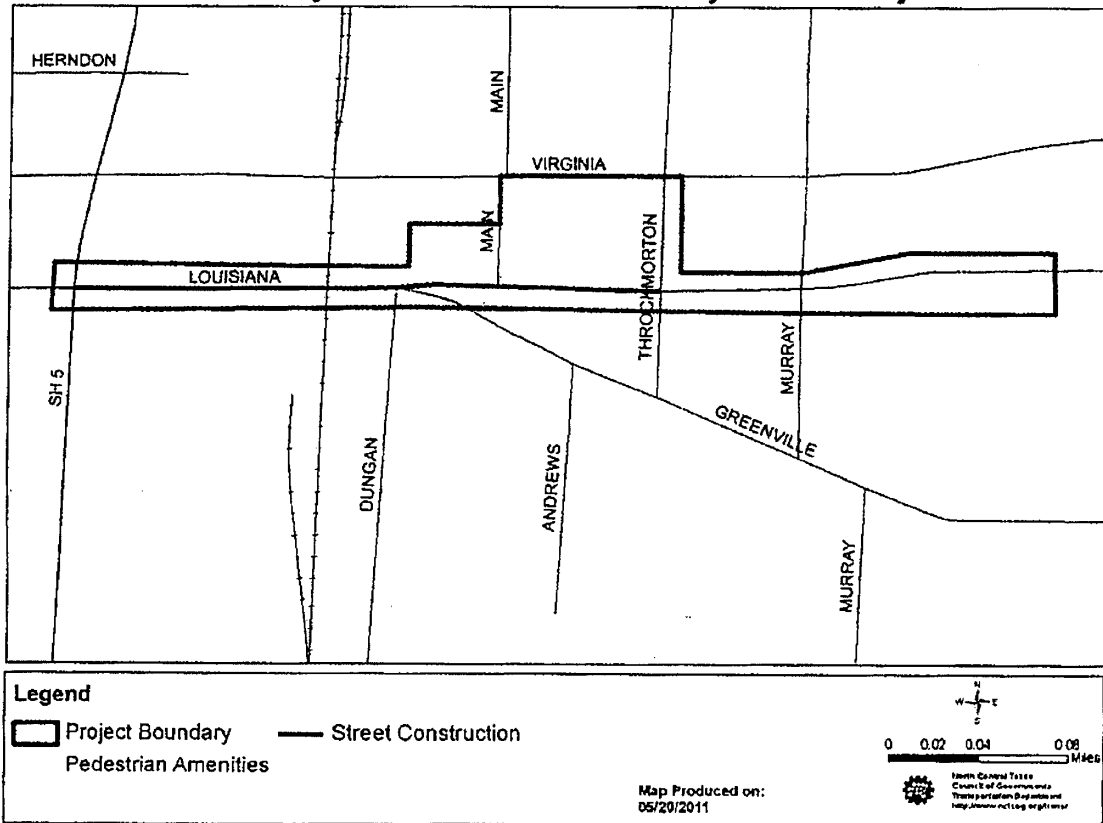 HERNDON
MAIN
VIRGINIA
MAIN
THROCKMORTON
LOUISIANA
SH 5
MURRAY
GREENVILLE
DUNGAN
ANDREWS
MURRAY
Legend
Project Boundary
Street Construction
Pedestrian Amenities
N
W E
S
0 0.02 0.04 0.08
Miles
Map Produced on:
05/20/2011
North Central Texas
Council of Governments
Transportation Department